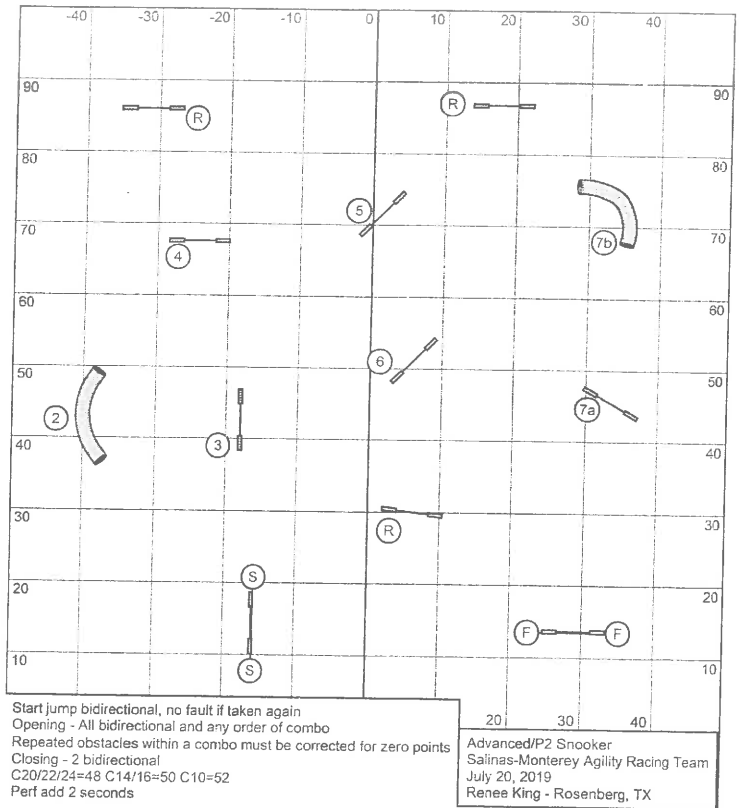 -40 -30 -20 -10 0 10 20 30 40
90 90
R R
80 80
5
7b
70 70
4
60 60
50 6 50
7a
2
3
40 40
30 30
R
S
20 20
F F
S
10 10
20 30 40
Start jump bidirectional, no fault if taken again
Opening - All bidirectional and any order of combo
Repeated obstacles within a combo must be corrected for zero points
Closing - 2 bidirectional
C20/22/24=48 C14/16=50 C10=52
Perf add 2 seconds
Advanced/P2 Snooker
Salinas-Monterey Agility Racing Team
July 20, 2019
Renee King - Rosenberg, TX